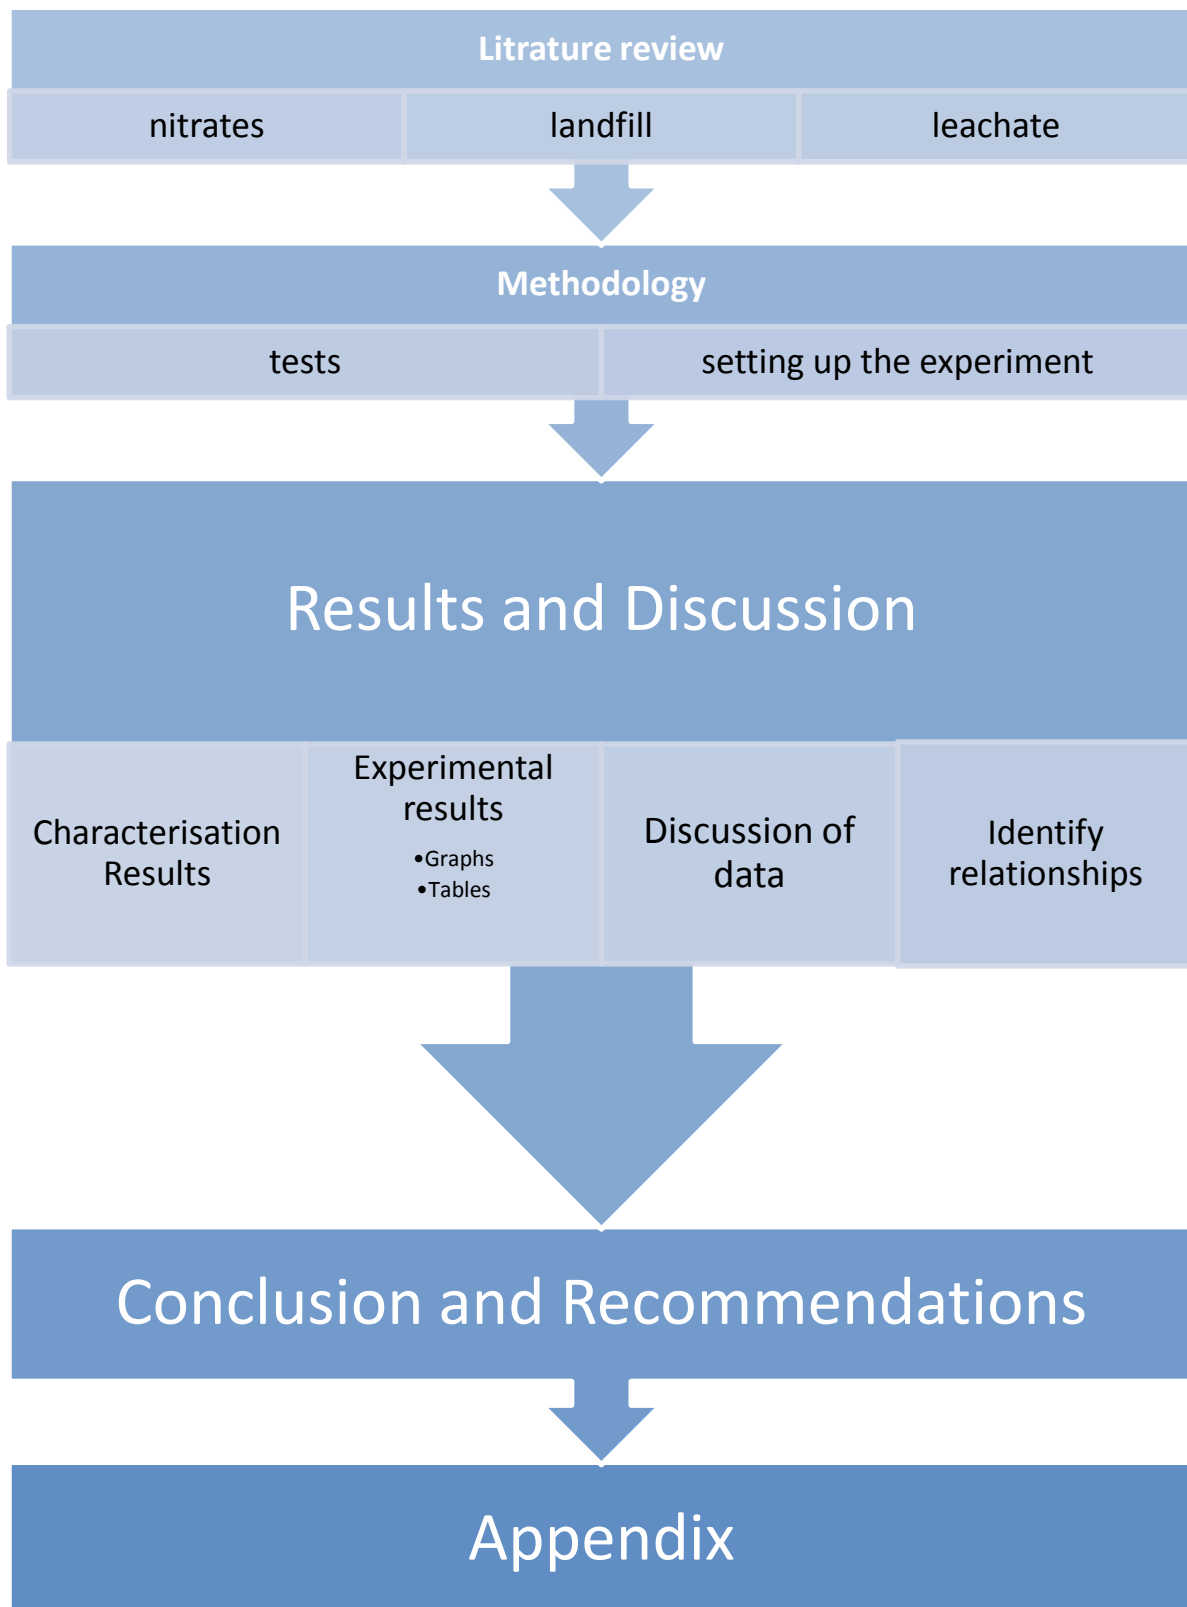 Litrature review
nitrates
landfill
leachate
Methodology
tests
setting up the experiment
Results and Discussion
Characterisation
Results
Experimental
results
•Graphs
•Tables
Discussion of
data
Identify
relationships
Conclusion and Recommendations
Appendix